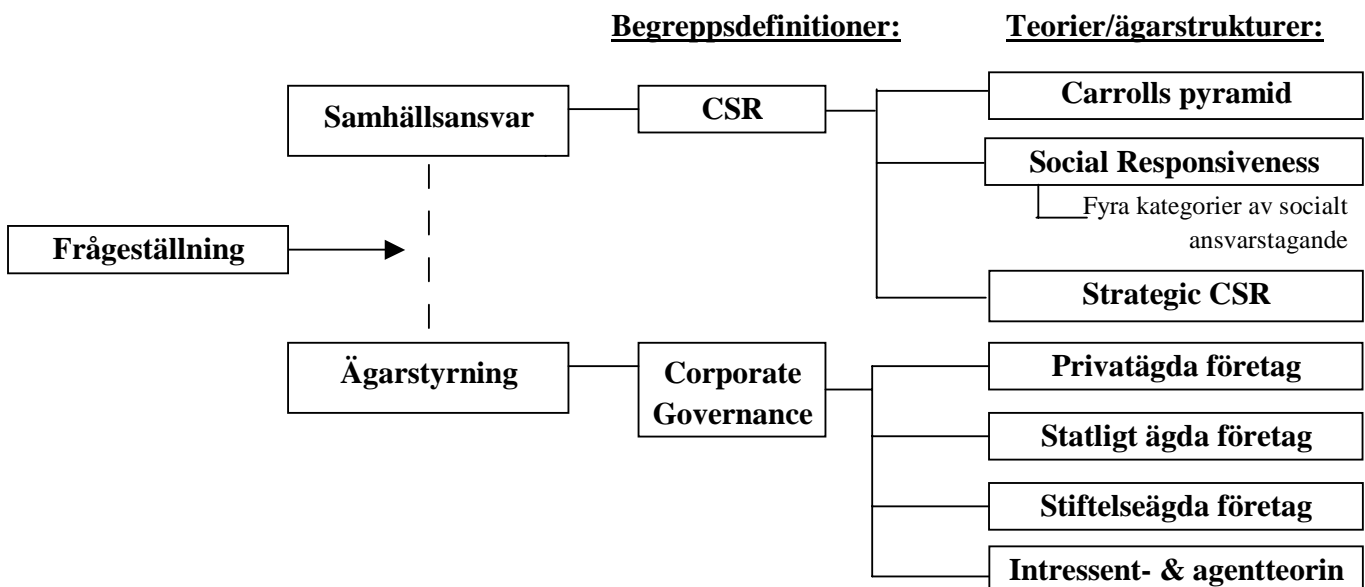 Begreppsdefinitioner:
Teorier/ägarstrukturer:
Samhällsansvar
CSR
Carrolls pyramid
Social Responsiveness
Fyra kategorier av socialt
ansvarstagande
Frågeställning
Strategic CSR
Ägarstyrning
Corporate
Governance
Privatägda företag
Statligt ägda företag
Stiftelseägda företag
Intressent- & agentteorin